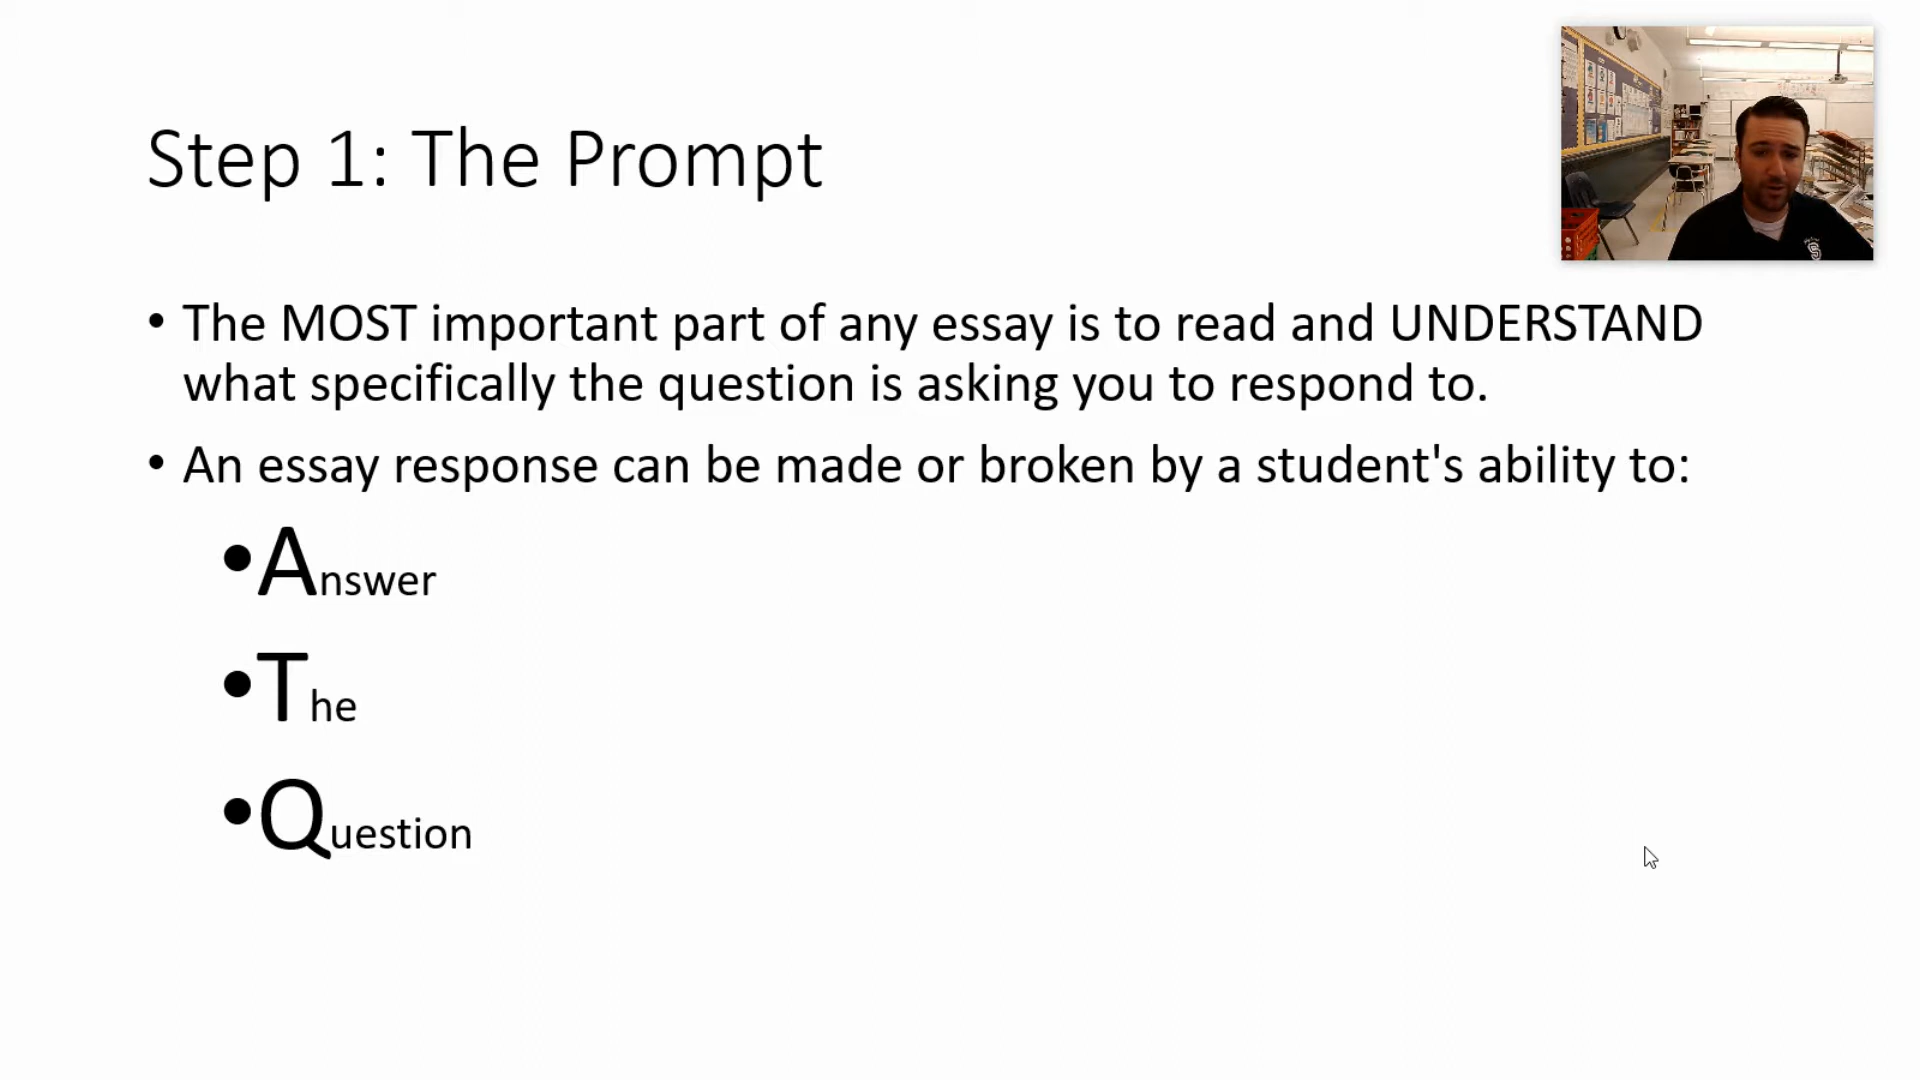 Step 1: The Prompt
• The MOST important part of any essay is to read and UNDERSTAND
what specifically the question is asking you to respond to.
• An essay response can be made or broken by a student's ability to:
•Answer
•The
•Question